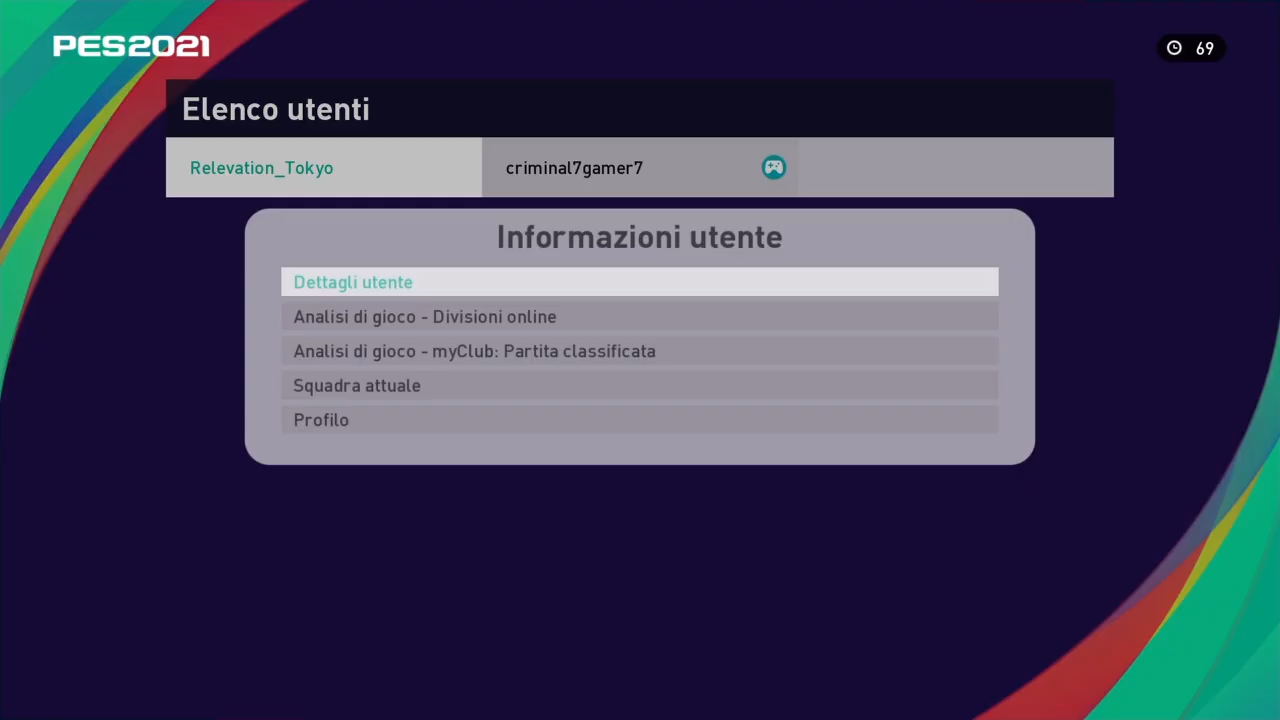 PES2021
69
Elenco utenti
Relevation_Tokyo
criminal7gamer7
Informazioni utente
Dettagli utente
Analisi di gioco - Divisioni online
Analisi di gioco - myClub: Partita classificata
Squadra attuale
Profilo